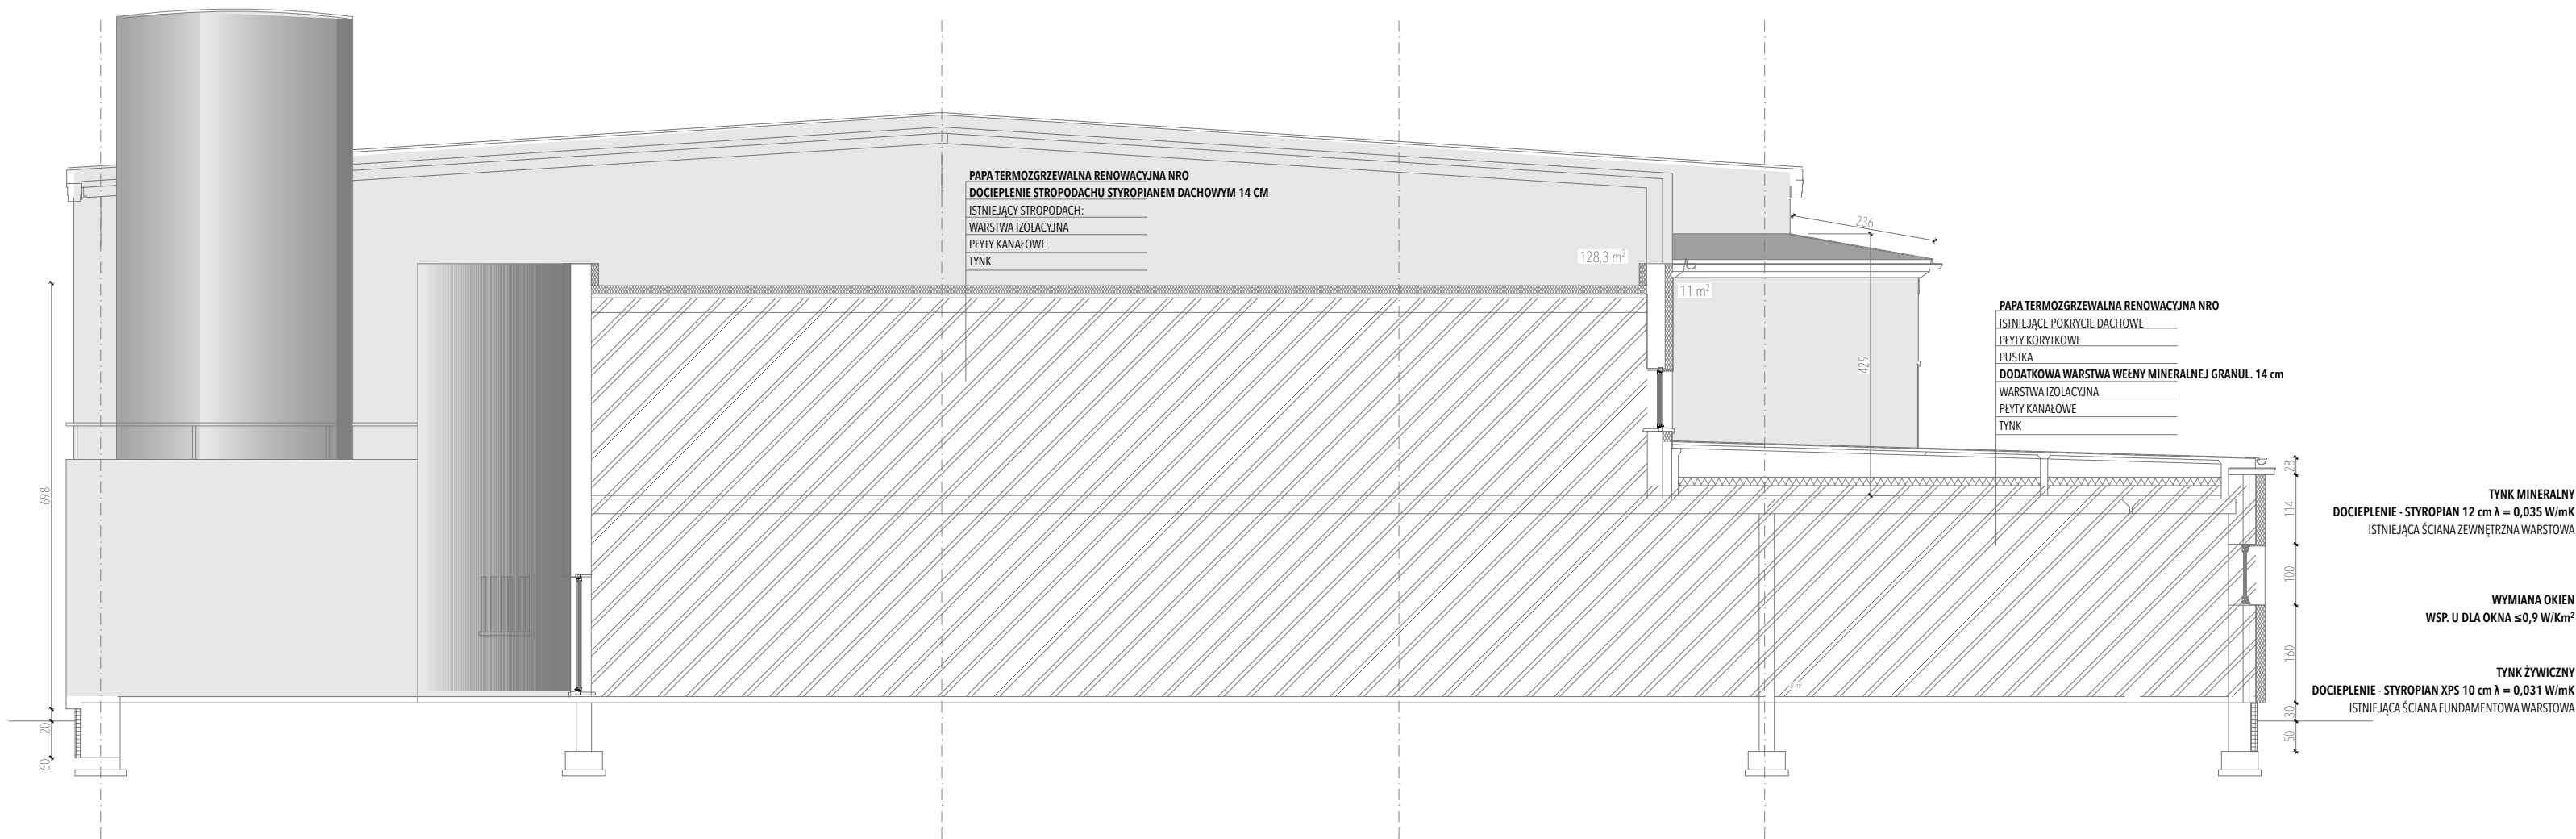 PAPA TERMOZGRZEWALNA RENOWACYJNA NRO
DOCIEPLENIE STROPODACHU STYROPIANEM DACHOWYM 14 CM
ISTNIEJĄCY STROPODACH:
WARSTWA IZOLACYJNA
PŁYTY KANAŁOWE
TYNK
128,3 m²
11 m²
236
429
PAPA TERMOZGRZEWALNA RENOWACYJNA NRO
ISTNIEJĄCE POKRYCIE DACHOWE
PŁYTY KORYTKOWE
PUSTKA
DODATKOWA WARSTWA WEŁNY MINERALNEJ GRANUL. 14 cm
WARSTWA IZOLACYJNA
PŁYTY KANAŁOWE
TYNK
698
20
60
28
114
100
160
30
50
TYNK MINERALNY
DOCIEPLENIE - STYROPIAN 12 cm λ = 0,035 W/mK
ISTNIEJĄCA ŚCIANA ZEWNĘTRZNA WARSTOWA
WYMIANA OKIEN
WSP. U DLA OKNA ≤0,9 W/Km²
TYNK ŻYWICZNY
DOCIEPLENIE - STYROPIAN XPS 10 cm λ = 0,031 W/mK
ISTNIEJĄCA ŚCIANA FUNDAMENTOWA WARSTOWA